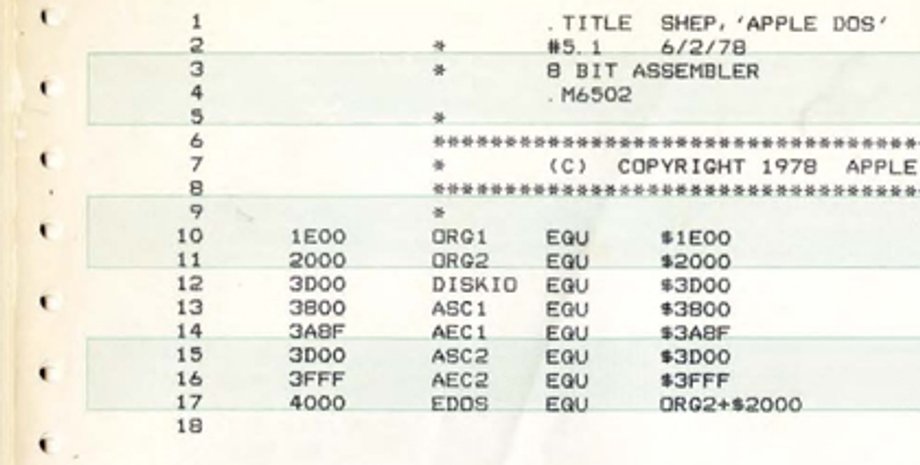 1 .TITLE SHEP,'APPLE DOS'
2 * #5.1 6/2/78
3 * 8 BIT ASSEMBLER
4 .M6502
5 *
6 **********************************
7 * (C) COPYRIGHT 1978 APPLE
8 **********************************
9 *
10 1E00 ORG1 EQU $1E00
11 2000 ORG2 EQU $2000
12 3D00 DISKIO EQU $3D00
13 3800 ASC1 EQU $3800
14 3A8F AEC1 EQU $3A8F
15 3D00 ASC2 EQU $3D00
16 3FFF AEC2 EQU $3FFF
17 4000 EDOS EQU ORG2+$2000
18